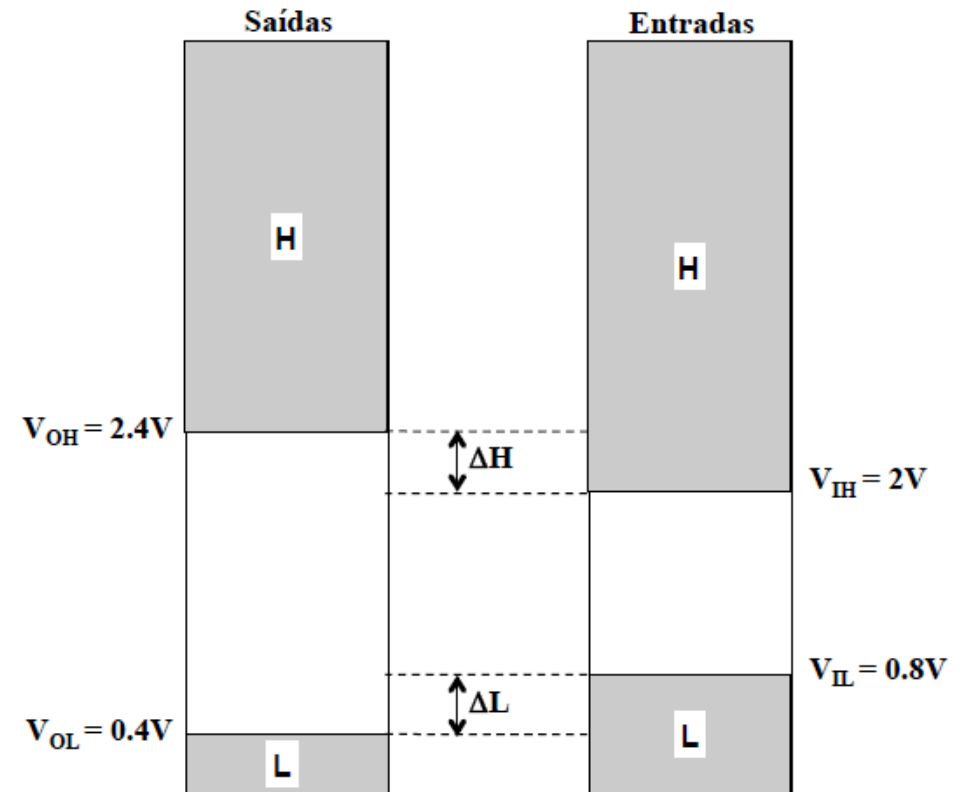 Saídas
Entradas
H
H
V_OH = 2.4V
ΔH
V_IH = 2V
V_IL = 0.8V
ΔL
V_OL = 0.4V
L
L